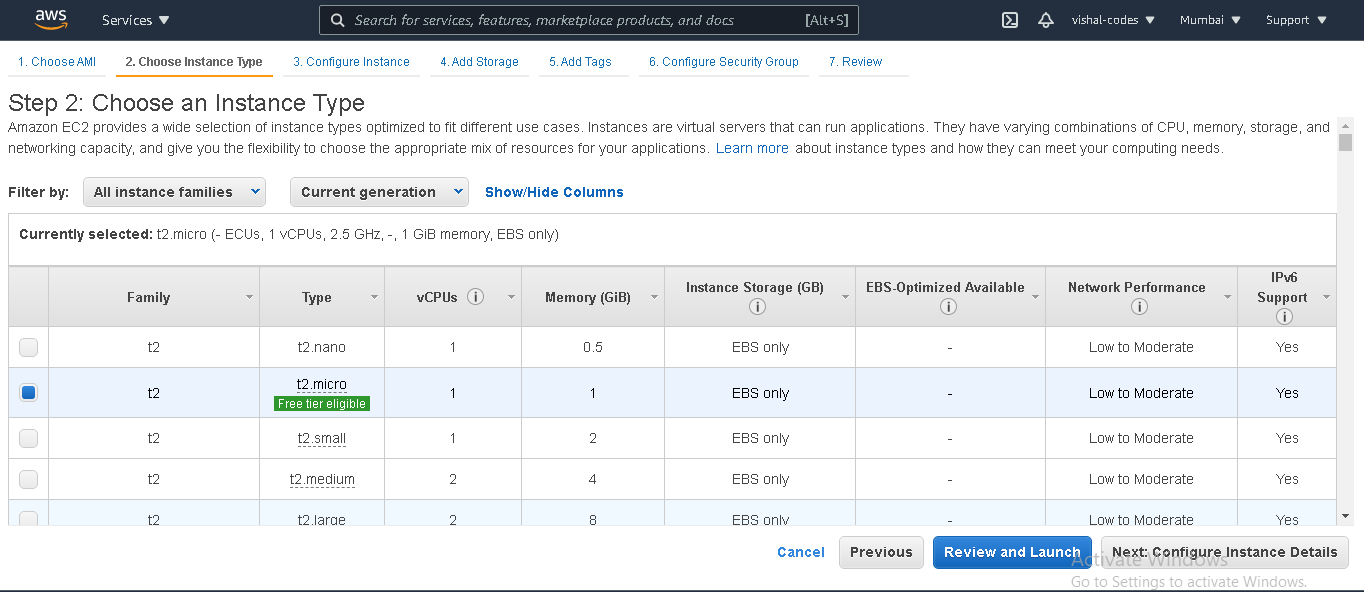 aws Services Search for services, features, marketplace products, and docs [Alt+S] vishal-codes Mumbai Support
1. Choose AMI 2. Choose Instance Type 3. Configure Instance 4. Add Storage 5. Add Tags 6. Configure Security Group 7. Review
Step 2: Choose an Instance Type
Amazon EC2 provides a wide selection of instance types optimized to fit different use cases. Instances are virtual servers that can run applications. They have varying combinations of CPU, memory, storage, and
networking capacity, and give you the flexibility to choose the appropriate mix of resources for your applications. Learn more about instance types and how they can meet your computing needs.
Filter by: All instance families Current generation Show/Hide Columns
Currently selected: t2.micro (- ECUs, 1 vCPUs, 2.5 GHz, -, 1 GiB memory, EBS only)
Family Type vCPUs Memory (GiB) Instance Storage (GB) EBS-Optimized Available Network Performance IPv6 Support
t2 t2.nano 1 0.5 EBS only - Low to Moderate Yes
t2 t2.micro 1 1 EBS only - Low to Moderate Yes
Free tier eligible
t2 t2.small 1 2 EBS only - Low to Moderate Yes
t2 t2.medium 2 4 EBS only - Low to Moderate Yes
t2 t2.large 2 8 EBS only - Low to Moderate Yes
Cancel Previous Review and Launch Next: Configure Instance Details
Activate Windows
Go to Settings to activate Windows.